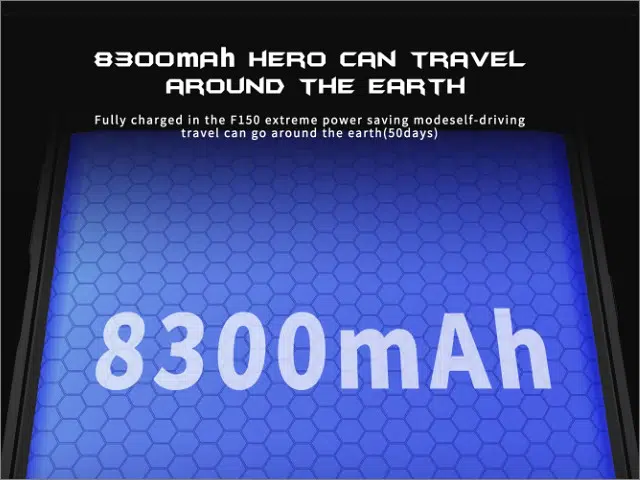 8300mAh HERO CAN TRAVEL
AROUND THE EARTH
Fully charged in the F150 extreme power saving modeself-driving
travel can go around the earth(50days)
8300mAh